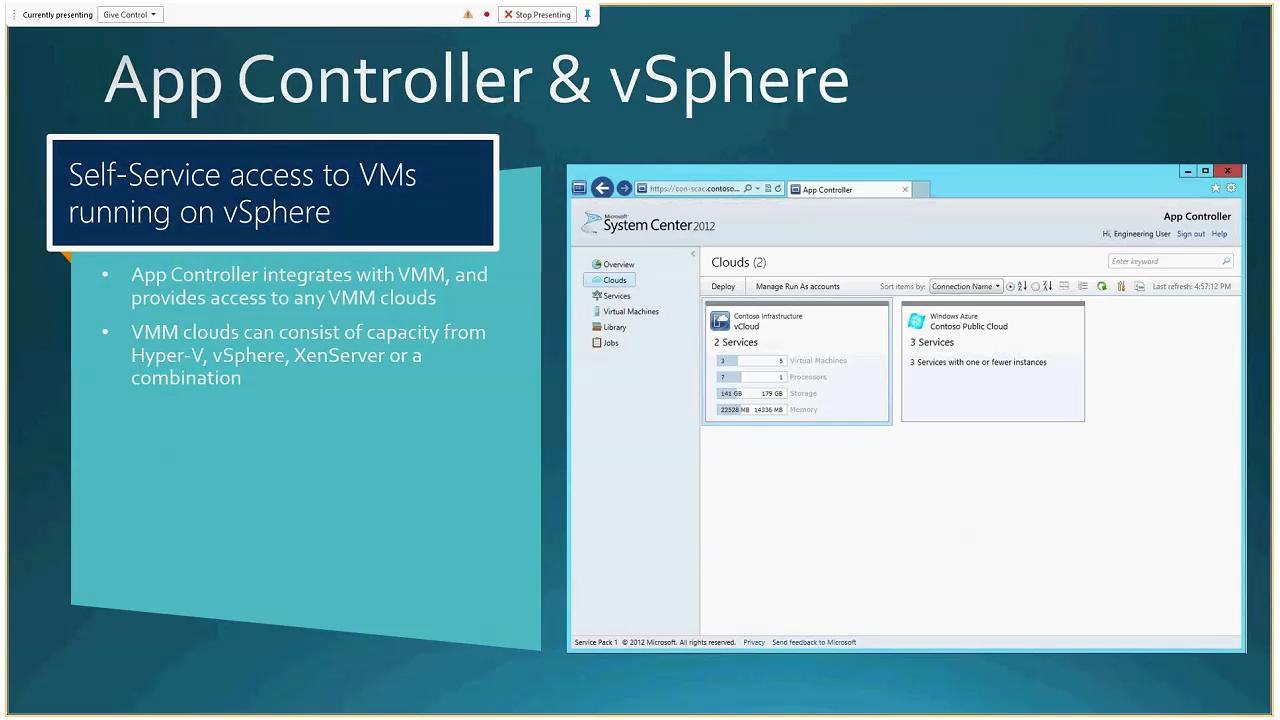 Currently presenting Give Control Stop Presenting
App Controller & vSphere
Self-Service access to VMs
running on vSphere
• App Controller integrates with VMM, and
provides access to any VMM clouds
• VMM clouds can consist of capacity from
Hyper-V, vSphere, XenServer or a
combination
https://con-scac.contoso... App Controller
Microsoft
System Center 2012
App Controller
Hi, Engineering User Sign out Help
Overview
Clouds
Services
Virtual Machines
Library
Jobs
Clouds (2)
Enter keyword
Deploy Manage Run As accounts Sort items by: Connection Name Last refresh: 4:57:12 PM
Contoso Infrastructure
vCloud
2 Services
3 5 Virtual Machines
7 1 Processors
141 GB 179 GB Storage
22528 MB 14336 MB Memory
Windows Azure
Contoso Public Cloud
3 Services
3 Services with one or fewer instances
Service Pack 1 © 2012 Microsoft. All rights reserved. Privacy Send feedback to Microsoft